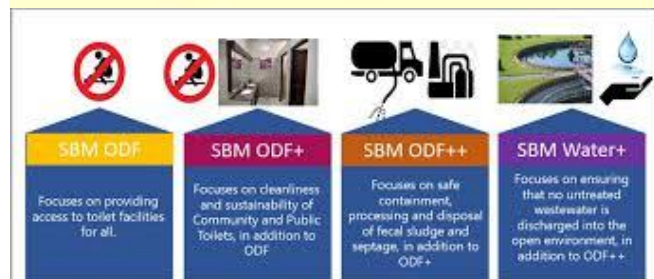 SBM ODF
Focuses on providing
access to toilet facilities
for all.
SBM ODF+
Focuses on cleanliness
and sustainability of
Community and Public
Toilets, in addition to
ODF
SBM ODF++
Focuses on safe
containment,
processing and disposal
of fecal sludge and
septage, in addition to
ODF+
SBM Water+
Focuses on ensuring
that no untreated
wastewater is
discharged into the
open environment, in
addition to ODF++